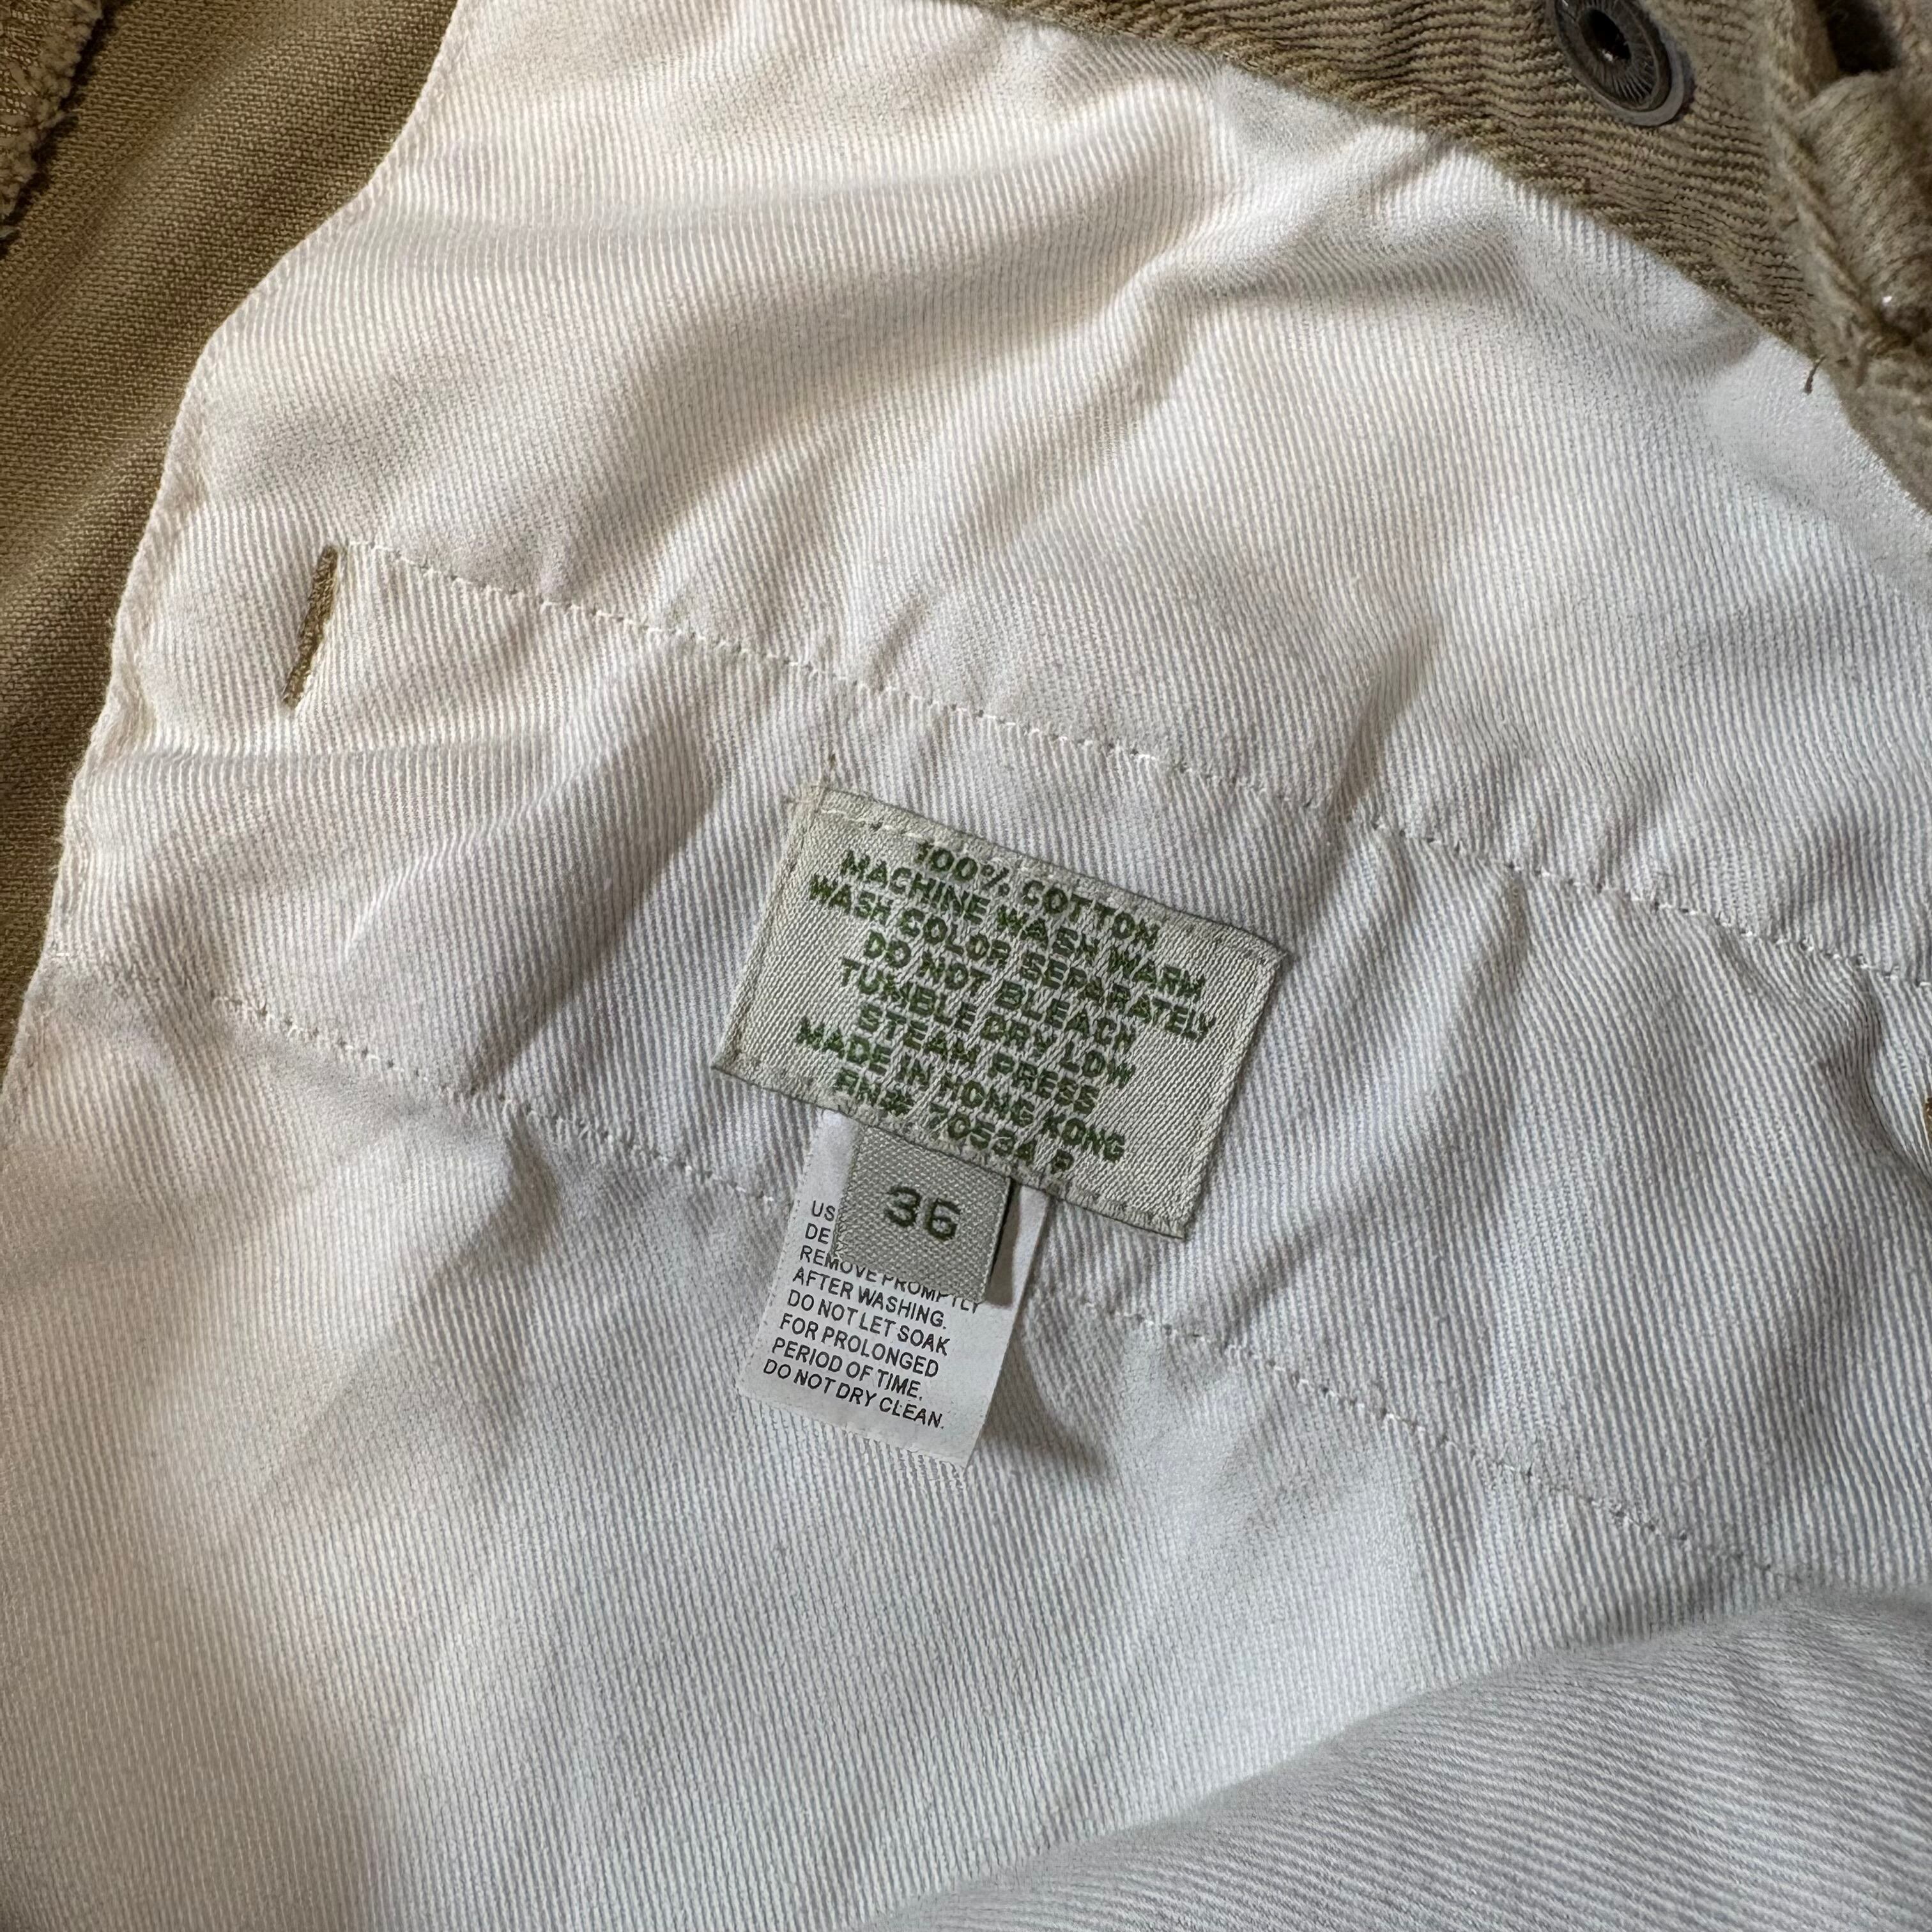 100% COTTON
MACHINE WASH WARM
WASH COLOR SEPARATELY
DO NOT BLEACH
TUMBLE DRY LOW
STEAM PRESS
MADE IN HONG KONG
RN#
36
REMOVE PROMPTLY
AFTER WASHING.
DO NOT LET SOAK
FOR PROLONGED
PERIOD OF TIME.
DO NOT DRY CLEAN.